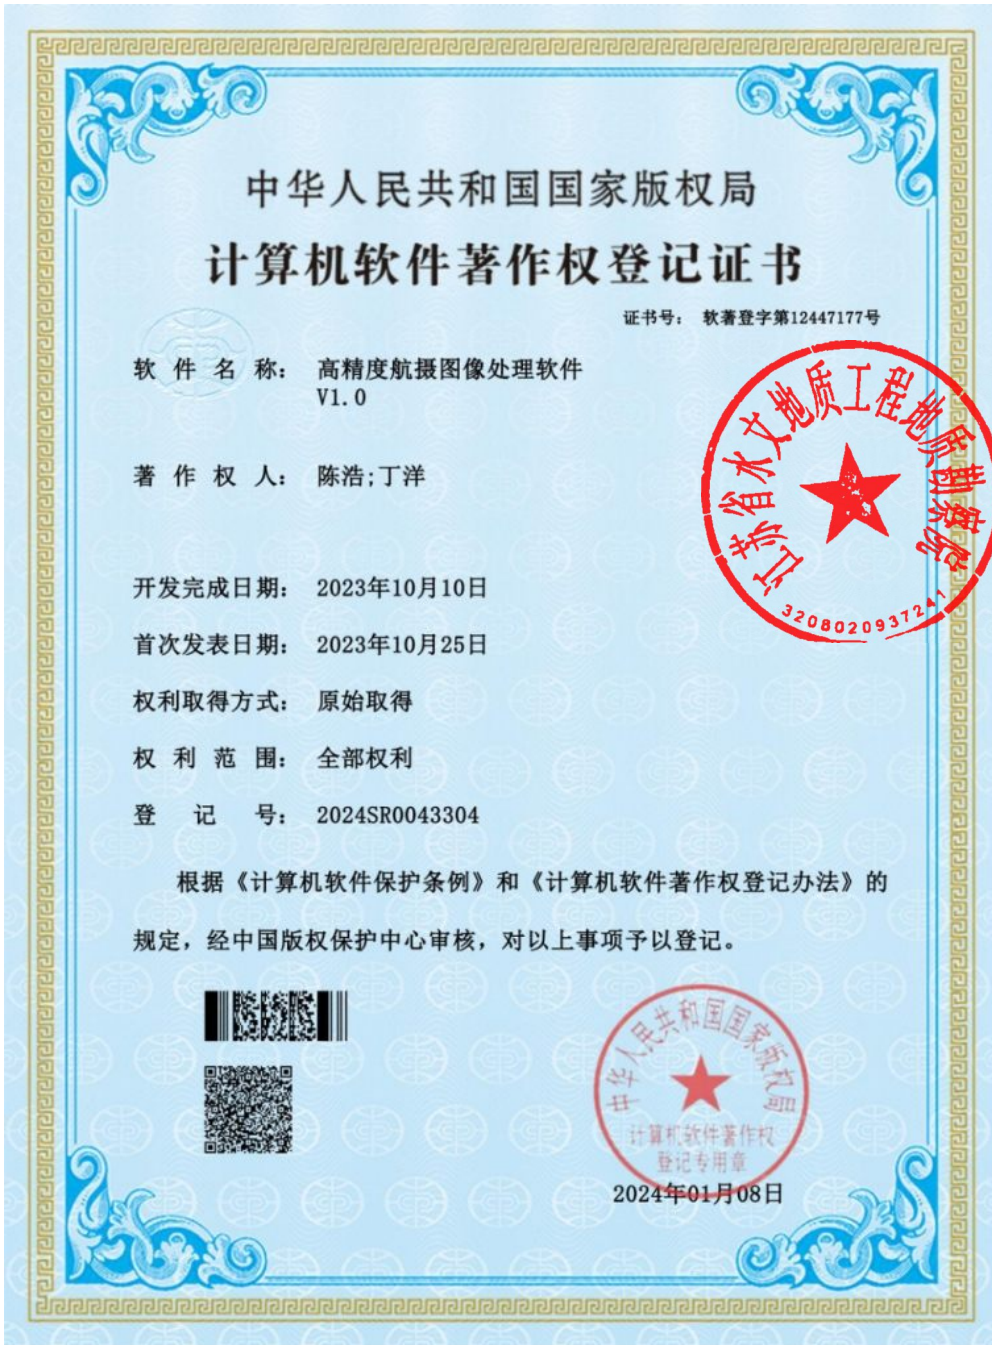 中华人民共和国国家版权局
计算机软件著作权登记证书
证书号： 软著登字第12447177号
软件名称： 高精度航摄图像处理软件
V1.0
著作权人： 陈浩;丁洋
开发完成日期： 2023年10月10日
首次发表日期： 2023年10月25日
权利取得方式： 原始取得
权利范围： 全部权利
登记号： 2024SR0043304
根据《计算机软件保护条例》和《计算机软件著作权登记办法》的
规定，经中国版权保护中心审核，对以上事项予以登记。
江苏省水文地质工程地质勘察院
3208020937241
中华人民共和国国家版权局
计算机软件著作权
登记专用章
2024年01月08日